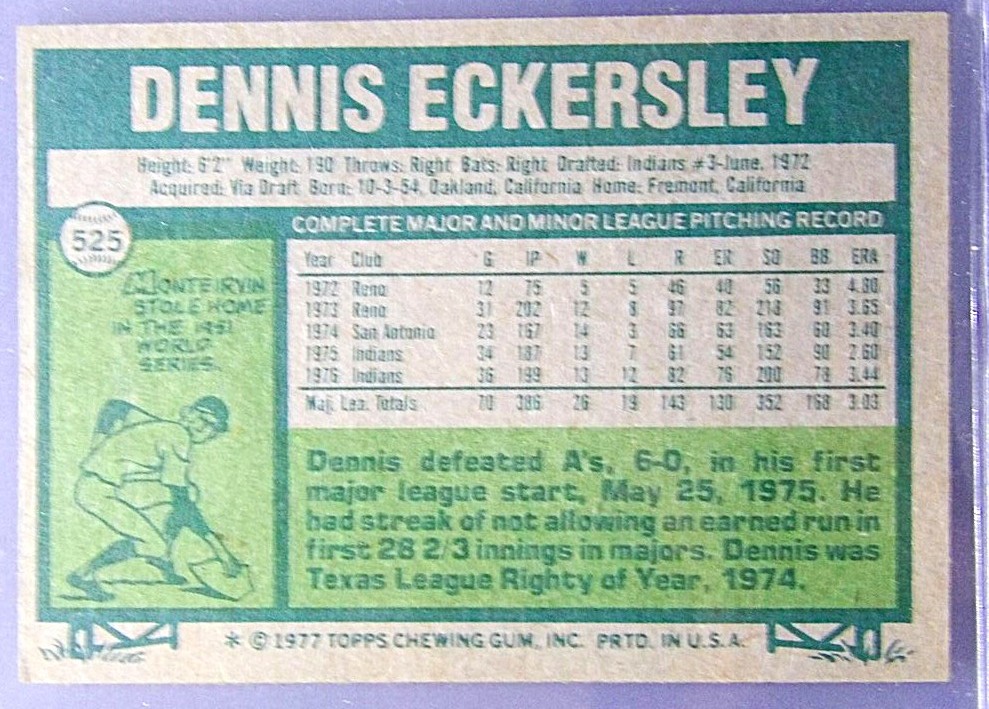 DENNIS ECKERSLEY
Height: 6'2" Weight: 190 Throws: Right Bats: Right Drafted: Indians #3-June, 1972
Acquired: Via Draft Born: 10-3-54, Oakland, California Home: Fremont, California
525
MONTE IRVIN
STOLE HOME
IN THE 1951
WORLD
SERIES.
COMPLETE MAJOR AND MINOR LEAGUE PITCHING RECORD
Year Club G IP W L R ER SO BB ERA
1972 Reno 12 75 5 5 46 40 56 33 4.80
1973 Reno 31 202 12 8 97 82 218 91 3.65
1974 San Antonio 23 167 14 3 66 63 163 60 3.40
1975 Indians 34 187 13 7 61 54 152 90 2.60
1976 Indians 36 199 13 12 82 76 200 78 3.44
Maj. Lea. Totals 70 386 26 19 143 130 352 168 3.03
Dennis defeated A's, 6-0, in his first
major league start, May 25, 1975. He
had streak of not allowing an earned run in
first 28 2/3 innings in majors. Dennis was
Texas League Righty of Year, 1974.
* © 1977 TOPPS CHEWING GUM, INC. PRTD. IN U.S.A.